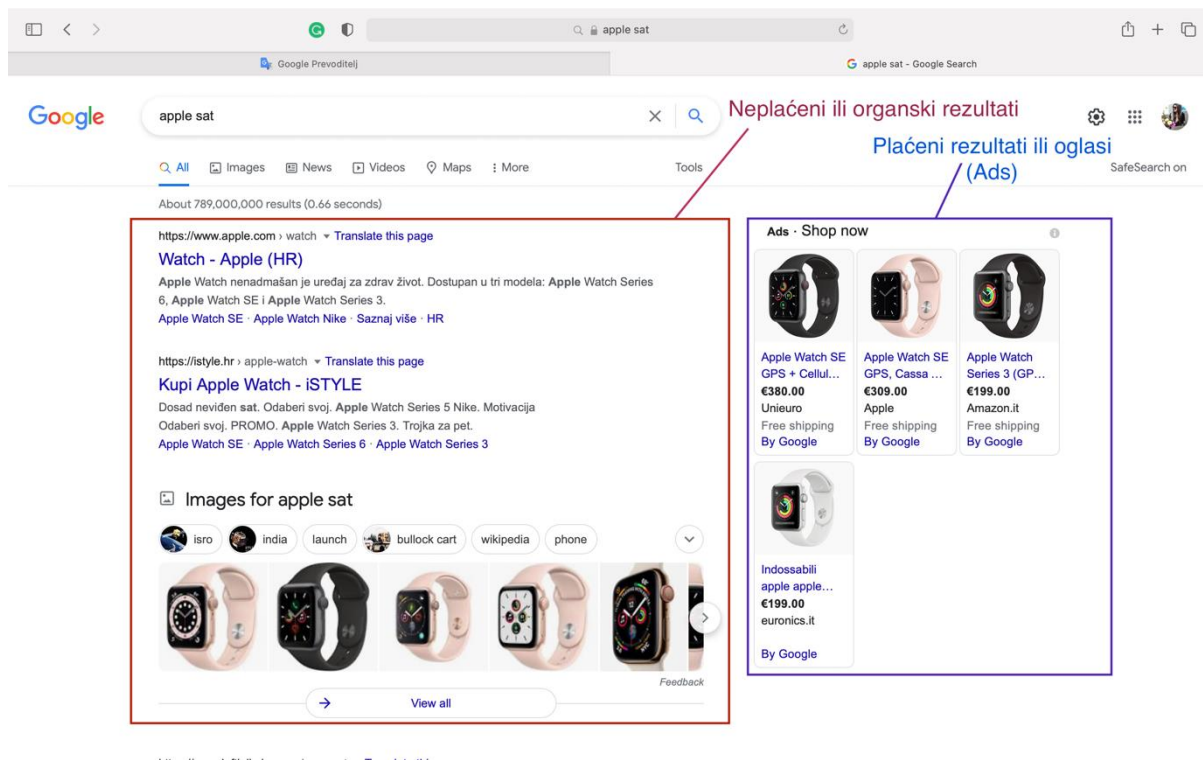 apple sat
Google Prevoditelj
apple sat - Google Search
Google
apple sat
Neplaćeni ili organski rezultati
Plaćeni rezultati ili oglasi
(Ads)
All Images News Videos Maps More Tools
SafeSearch on
About 789,000,000 results (0.66 seconds)
https://www.apple.com › watch Translate this page
Watch - Apple (HR)
Apple Watch nenadmašan je uređaj za zdrav život. Dostupan u tri modela: Apple Watch Series
6, Apple Watch SE i Apple Watch Series 3.
Apple Watch SE · Apple Watch Nike · Saznaj više · HR
https://istyle.hr › apple-watch Translate this page
Kupi Apple Watch - iSTYLE
Dosad neviđen sat. Odaberi svoj. Apple Watch Series 5 Nike. Motivacija
Odaberi svoj. PROMO. Apple Watch Series 3. Trojka za pet.
Apple Watch SE · Apple Watch Series 6 · Apple Watch Series 3
Images for apple sat
isro india launch bullock cart wikipedia phone
Feedback
View all
Ads · Shop now
Apple Watch SE
GPS + Cellul...
€380.00
Unieuro
Free shipping
By Google
Apple Watch SE
GPS, Cassa ...
€309.00
Apple
Free shipping
By Google
Apple Watch
Series 3 (GP...
€199.00
Amazon.it
Free shipping
By Google
Indossabili
apple apple...
€199.00
euronics.it
By Google